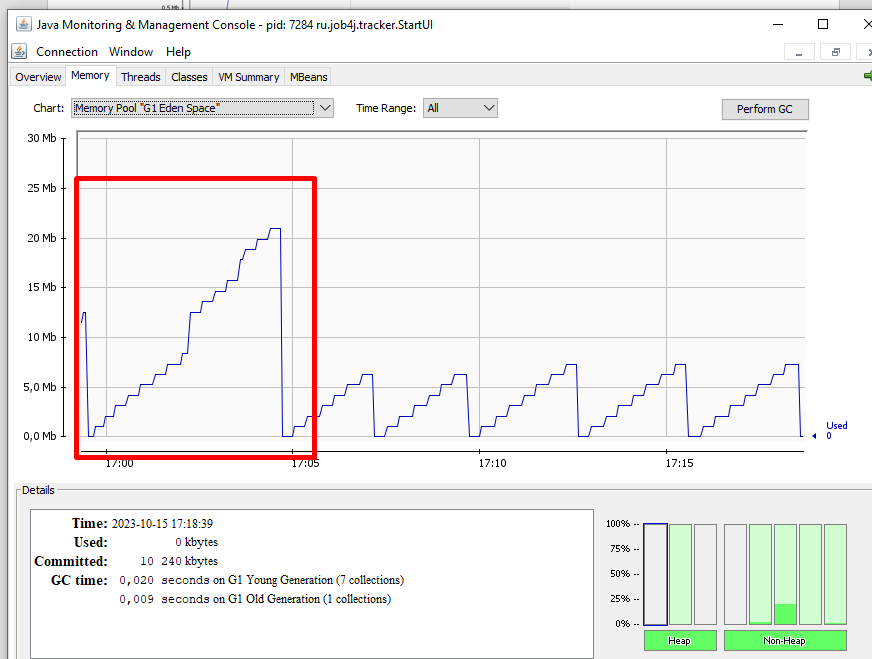 0.5 Mb
Java Monitoring & Management Console - pid: 7284 ru.job4j.tracker.StartUI
Connection Window Help
Overview Memory Threads Classes VM Summary MBeans
Chart: Memory Pool "G1 Eden Space" Time Range: All Perform GC
30 Mb
25 Mb
20 Mb
15 Mb
10 Mb
5,0 Mb
0,0 Mb
Used
0
17:00 17:05 17:10 17:15
Details
Time: 2023-10-15 17:18:39
Used: 0 kbytes
Committed: 10 240 kbytes
GC time: 0,020 seconds on G1 Young Generation (7 collections)
0,009 seconds on G1 Old Generation (1 collections)
100% --
75% --
50% --
25% --
0% --
Heap Non-Heap